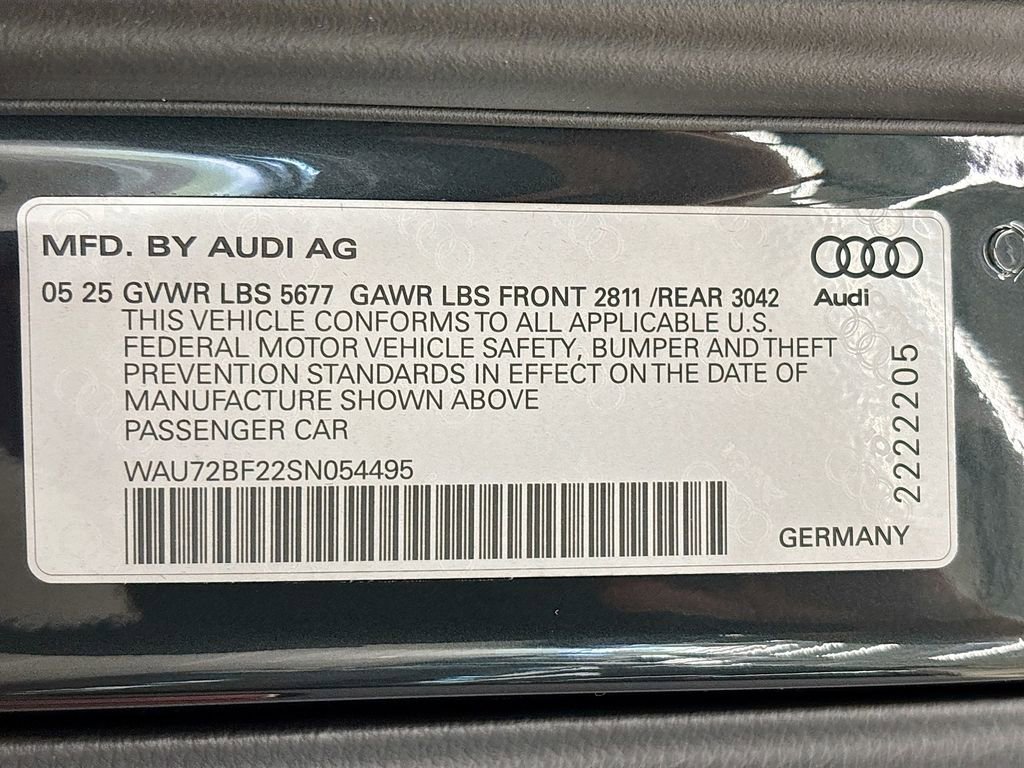 MFD. BY AUDI AG
Audi
05 25 GVWR LBS 5677 GAWR LBS FRONT 2811 /REAR 3042
THIS VEHICLE CONFORMS TO ALL APPLICABLE U.S.
FEDERAL MOTOR VEHICLE SAFETY, BUMPER AND THEFT
PREVENTION STANDARDS IN EFFECT ON THE DATE OF
MANUFACTURE SHOWN ABOVE
PASSENGER CAR
WAU72BF22SN054495
2222205
GERMANY